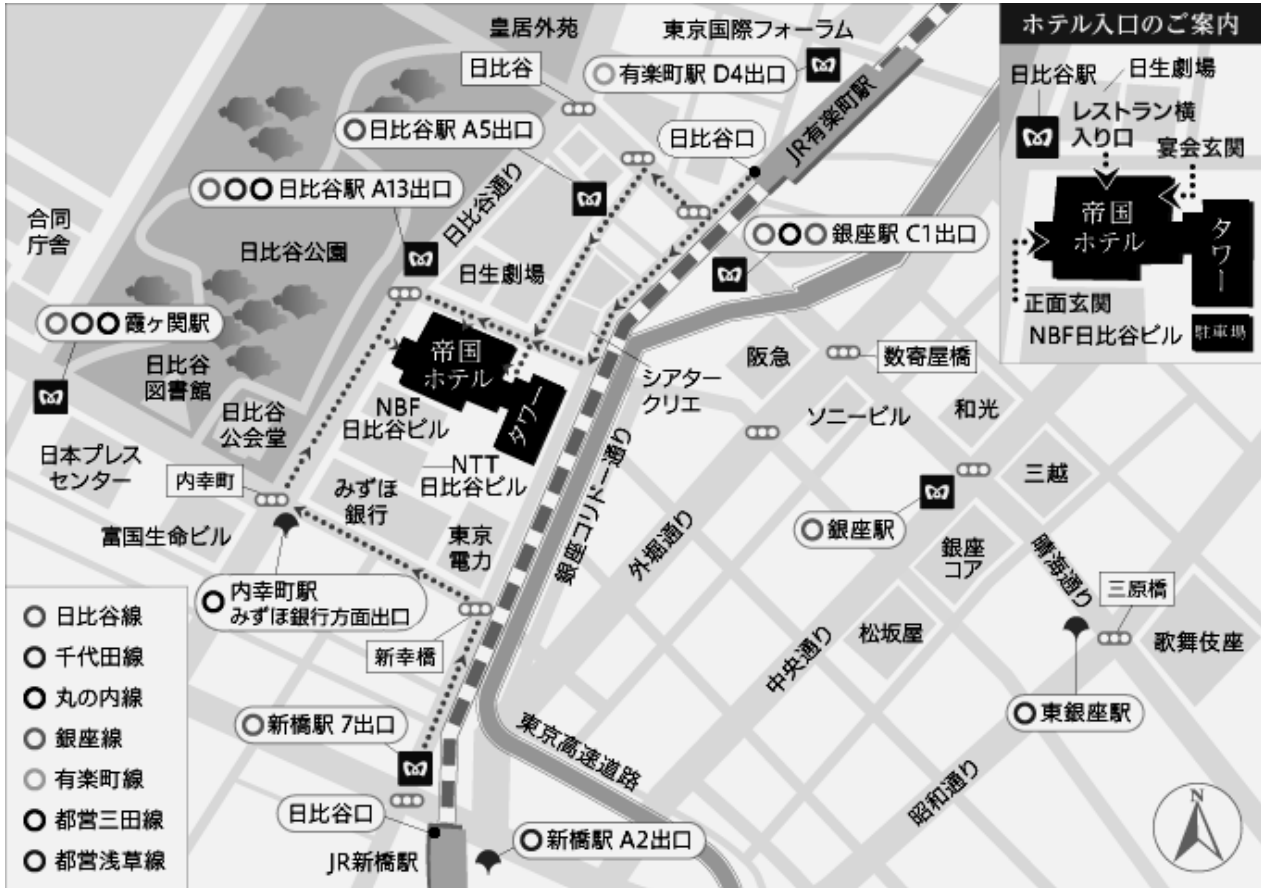 皇居外苑
東京国際フォーラム
日比谷
有楽町駅 D4出口
日比谷駅 A5出口
日比谷口
JR有楽町駅
日比谷駅 A13出口
日比谷通り
合同
庁舎
日比谷公園
日生劇場
銀座駅 C1出口
霞ヶ関駅
帝国
ホテル
タワー
日比谷
図書館
日比谷
公会堂
NBF
日比谷ビル
シアター
クリエ
阪急
数寄屋橋
ソニービル
和光
日本プレス
センター
内幸町
NTT
日比谷ビル
みずほ
銀行
銀座コリドー通り
三越
富国生命ビル
東京
電力
外堀通り
銀座駅
銀座
コア
晴海通り
内幸町駅
みずほ銀行方面出口
三原橋
新幸橋
中央通り
松坂屋
歌舞伎座
新橋駅 7出口
東京高速道路
東銀座駅
昭和通り
日比谷口
新橋駅 A2出口
JR新橋駅
N
日比谷線
千代田線
丸の内線
銀座線
有楽町線
都営三田線
都営浅草線
ホテル入口のご案内
日比谷駅
日生劇場
レストラン横
入り口
宴会玄関
帝国
ホテル
タワー
正面玄関
NBF日比谷ビル
駐車場